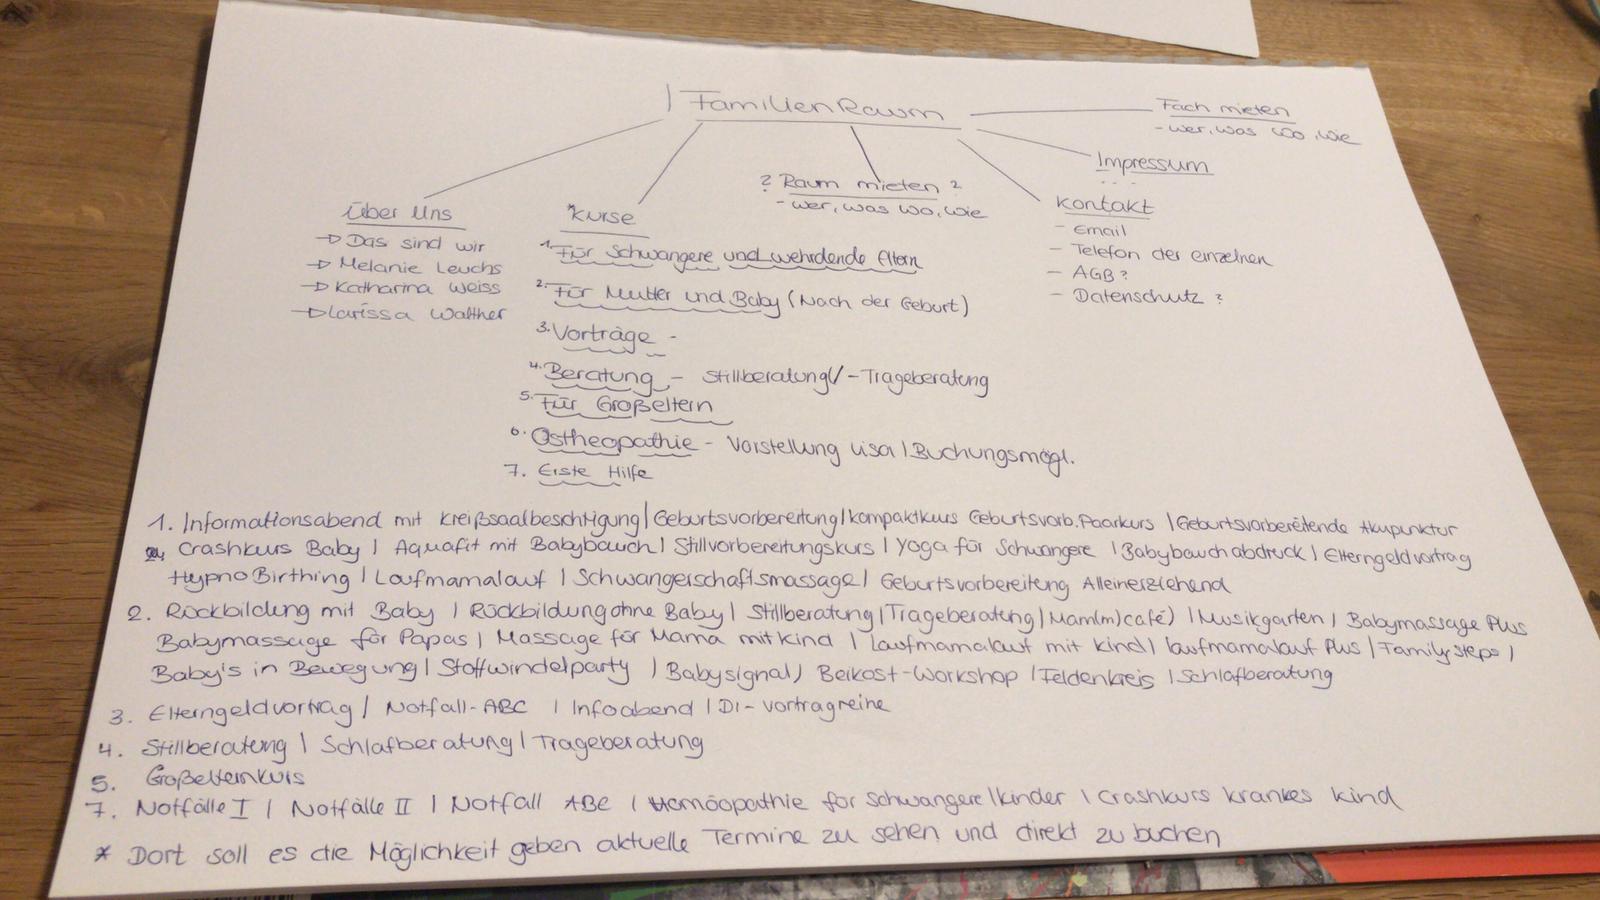 FamilienRaum
Fach mieten
- wer, was wo, wie
Impressum
...
? Raum mieten ?
- wer, was wo, wie
Kontakt
- Email
- Telefon der einzelnen
- AGB?
- Datenschutz ?
Über Uns
→ Das sind wir
→ Melanie Leuchs
→ Katharina Weiss
→ Larissa Walther
*Kurse
1. Für Schwangere und wehrdende Eltern
2. Für Mutter und Baby (Nach der Geburt)
3. Vorträge -
4. Beratung - Stillberatung / - Trageberatung
5. Für Großeltern
6. Ostheopathie - Vorstellung Lisa | Buchungsmögl.
7. Erste Hilfe
1. Informationsabend mit Kreißsaalbesichtigung | Geburtsvorbereitung | Kompaktkurs Geburtsvorb. Paarkurs | Geburtsvorbereitende Akupunktur
Crashkurs Baby | Aquafit mit Babybauch | Stillvorbereitungskurs | Yoga für Schwangere | Babybauchabdruck | Elterngeldvortrag
HypnoBirthing | Laufmamalauf | Schwangerschaftsmassage | Geburtsvorbereitung Alleinerziehend
2. Rückbildung mit Baby | Rückbildung ohne Baby | Stillberatung | Trageberatung | Mam(m)café) | Musikgarten | Babymassage Plus
Babymassage für Papas | Massage für Mama mit Kind | Laufmamalauf mit Kind | laufmamalauf Plus | Family Steps |
Baby's in Bewegung | Stoffwindelparty | Babysignal) Beikost-Workshop | Feldenkreis | Schlafberatung
3. Elterngeldvortrag | Notfall-ABC | Infoabend | Di-vortragreihe
4. Stillberatung | Schlafberatung | Trageberatung
5. Großelternkurs
7. Notfälle I | Notfälle II | Notfall ABC | Homöopathie für Schwangere/Kinder | Crashkurs krankes Kind
* Dort soll es die Möglichkeit geben aktuelle Termine zu sehen und direkt zu buchen